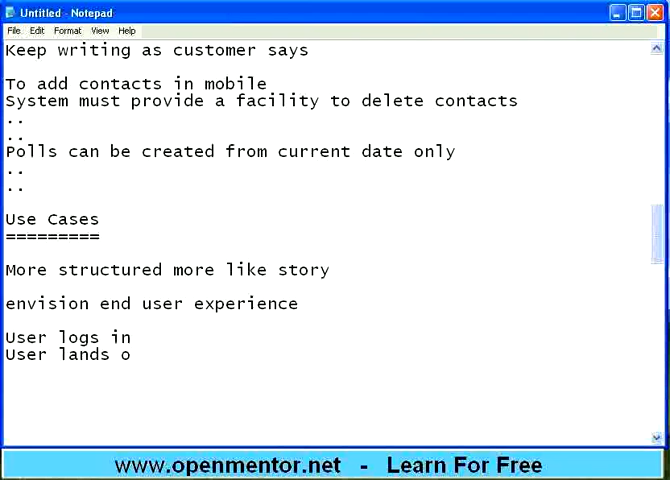 Untitled - Notepad
File Edit Format View Help
Keep writing as customer says
To add contacts in mobile
System must provide a facility to delete contacts
..
..
Polls can be created from current date only
..
..
Use Cases
=========
More structured more like story
envision end user experience
User logs in
User lands o
www.openmentor.net - Learn For Free